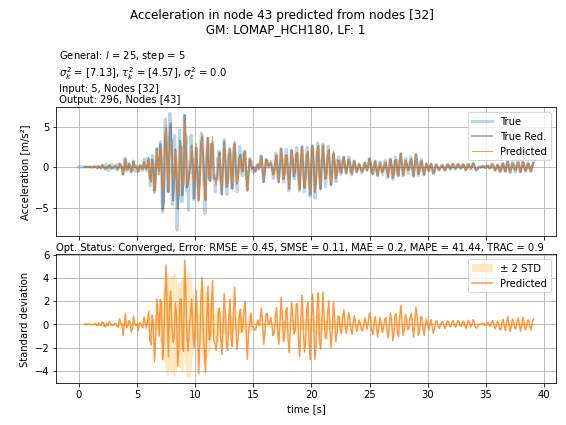 Acceleration in node 43 predicted from nodes [32]
GM: LOMAP_HCH180, LF: 1
General: l = 25, step = 5
σ²ₖ = [7.13], τ²ₖ = [4.57], σ²ε = 0.0
Input: 5, Nodes [32]
Output: 296, Nodes [43]
True
True Red.
Predicted
Acceleration [m/s²]
5
0
−5
Opt. Status: Converged, Error: RMSE = 0.45, SMSE = 0.11, MAE = 0.2, MAPE = 41.44, TRAC = 0.9
± 2 STD
Predicted
Standard deviation
6
4
2
0
−2
−4
0 5 10 15 20 25 30 35 40
time [s]